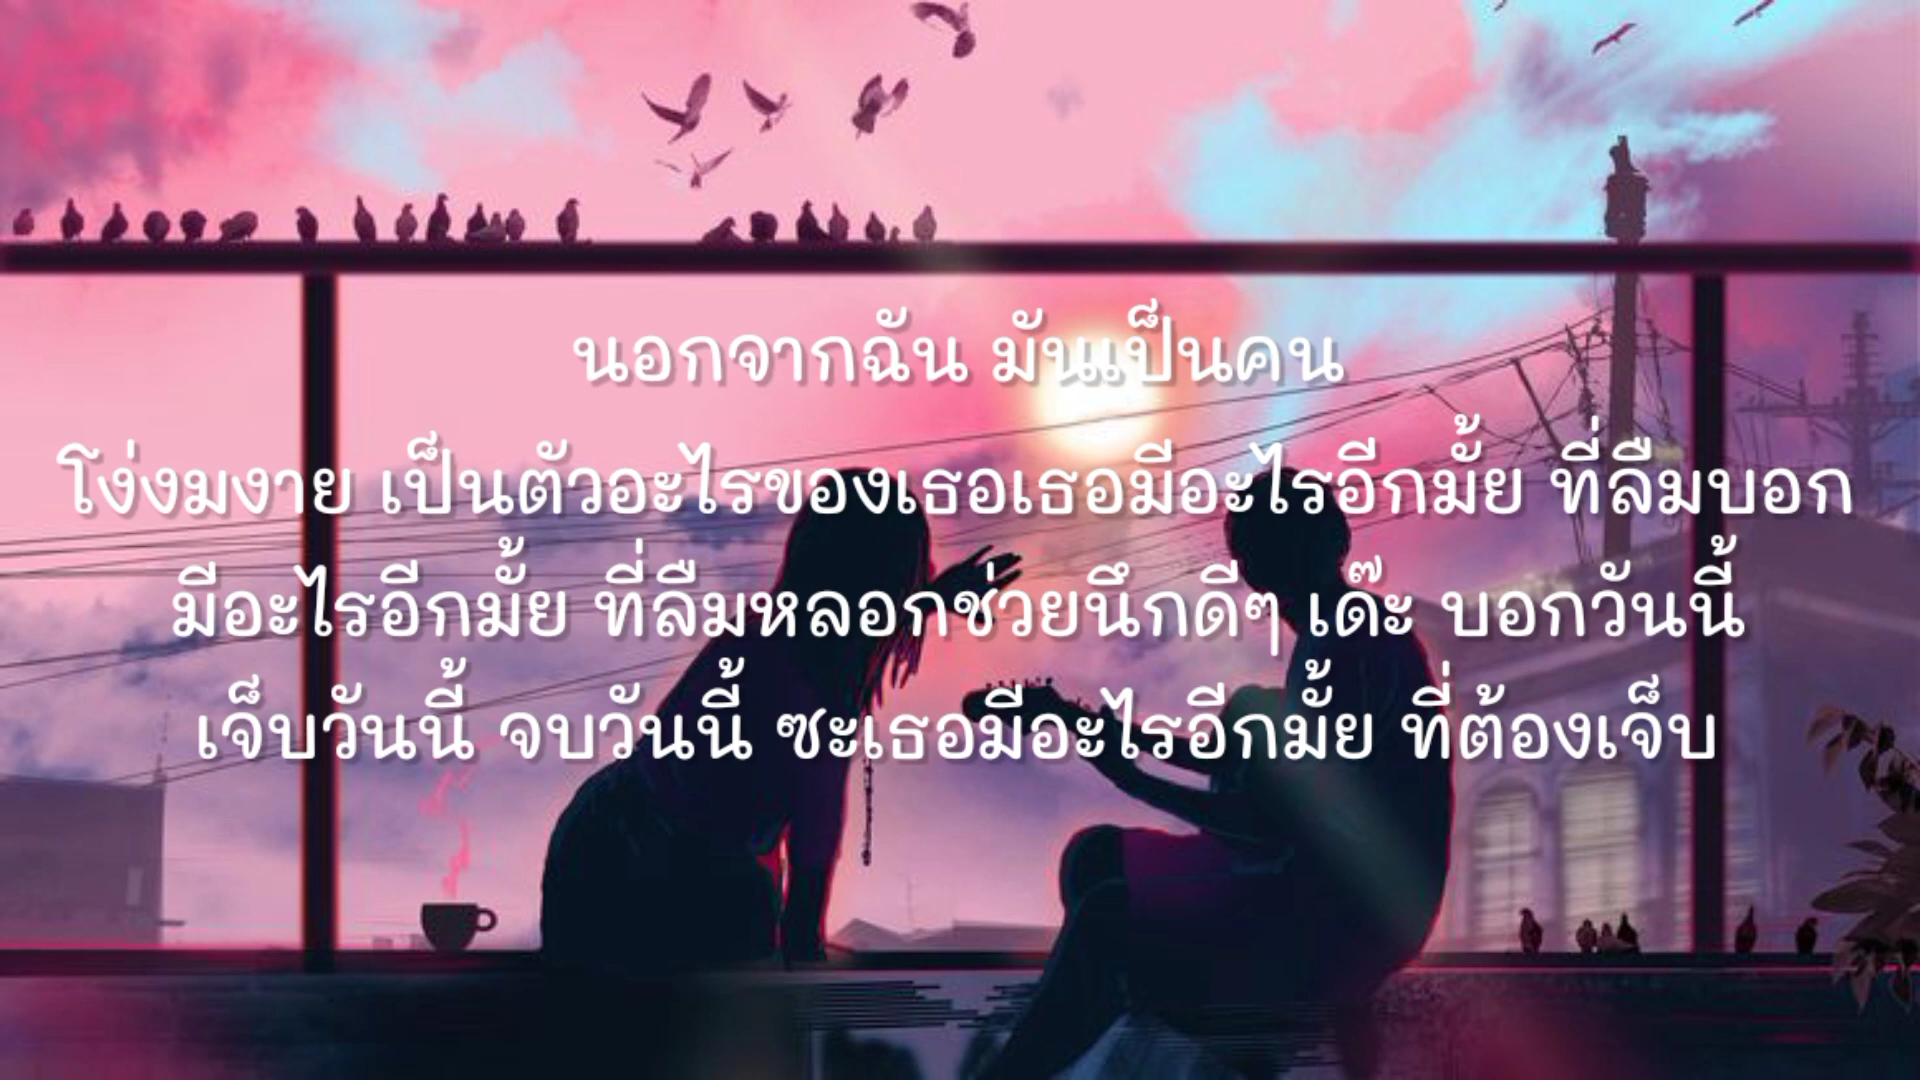 นอกจากฉัน มันเป็นคน
โง่งมงาย เป็นตัวอะไรของเธอเธอมีอะไรอีกมั้ย ที่ลืมบอก
มีอะไรอีกมั้ย ที่ลืมหลอกช่วยนึกดีๆ เด๊ะ บอกวันนี้
เจ็บวันนี้ จบวันนี้ ซะเธอมีอะไรอีกมั้ย ที่ต้องเจ็บ